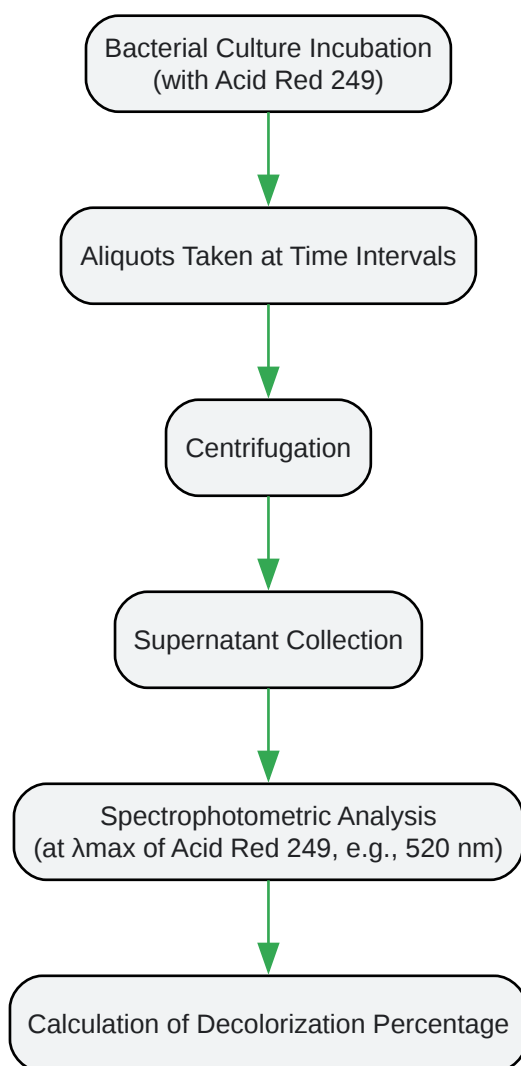 Bacterial Culture Incubation
(with Acid Red 249)
Aliquots Taken at Time Intervals
Centrifugation
Supernatant Collection
Spectrophotometric Analysis
(at λmax of Acid Red 249, e.g., 520 nm)
Calculation of Decolorization Percentage